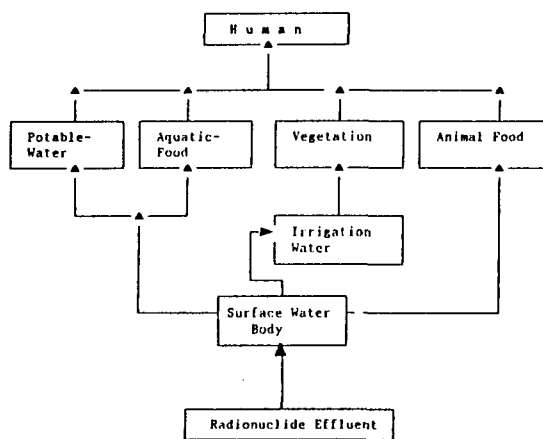 Human
Potable-
Water
Aquatic-
Food
Vegetation
Animal Food
Irrigation
Water
Surface Water
Body
Radionuclide Effluent